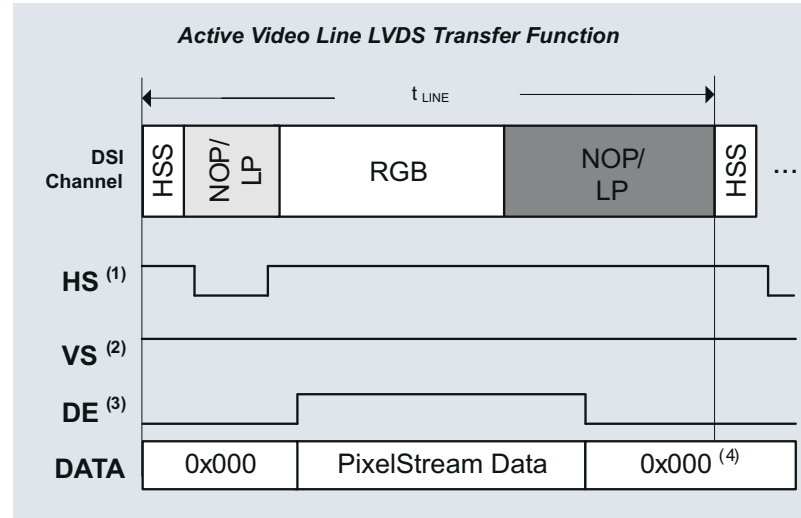 Active Video Line LVDS Transfer Function
t LINE
DSI
Channel
HSS
NOP/
LP
RGB
NOP/
LP
HSS
...
HS (1)
VS (2)
DE (3)
DATA
0x000
PixelStream Data
0x000 (4)